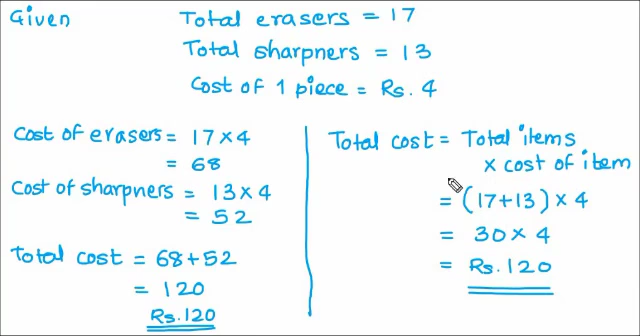 Given
Total erasers = 17
Total sharpners = 13
Cost of 1 piece = Rs. 4
Cost of erasers = 17 × 4
= 68
Cost of sharpners = 13 × 4
= 52
Total cost = 68 + 52
= 120
Rs. 120
Total cost = Total items
× cost of item
= (17 + 13) × 4
= 30 × 4
= Rs. 120